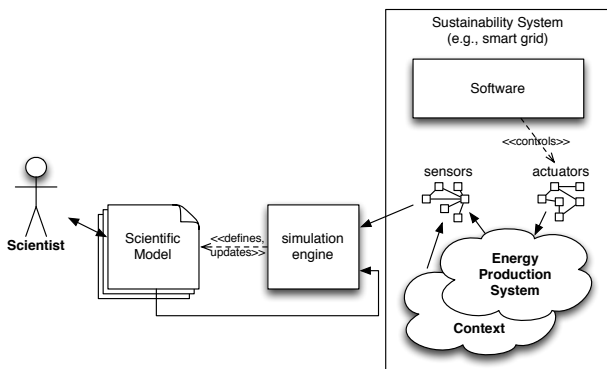 Sustainability System
(e.g., smart grid)
Software
<<controls>>
sensors
actuators
Scientist
Scientific
Model
<<defines,
updates>>
simulation
engine
Energy
Production
System
Context